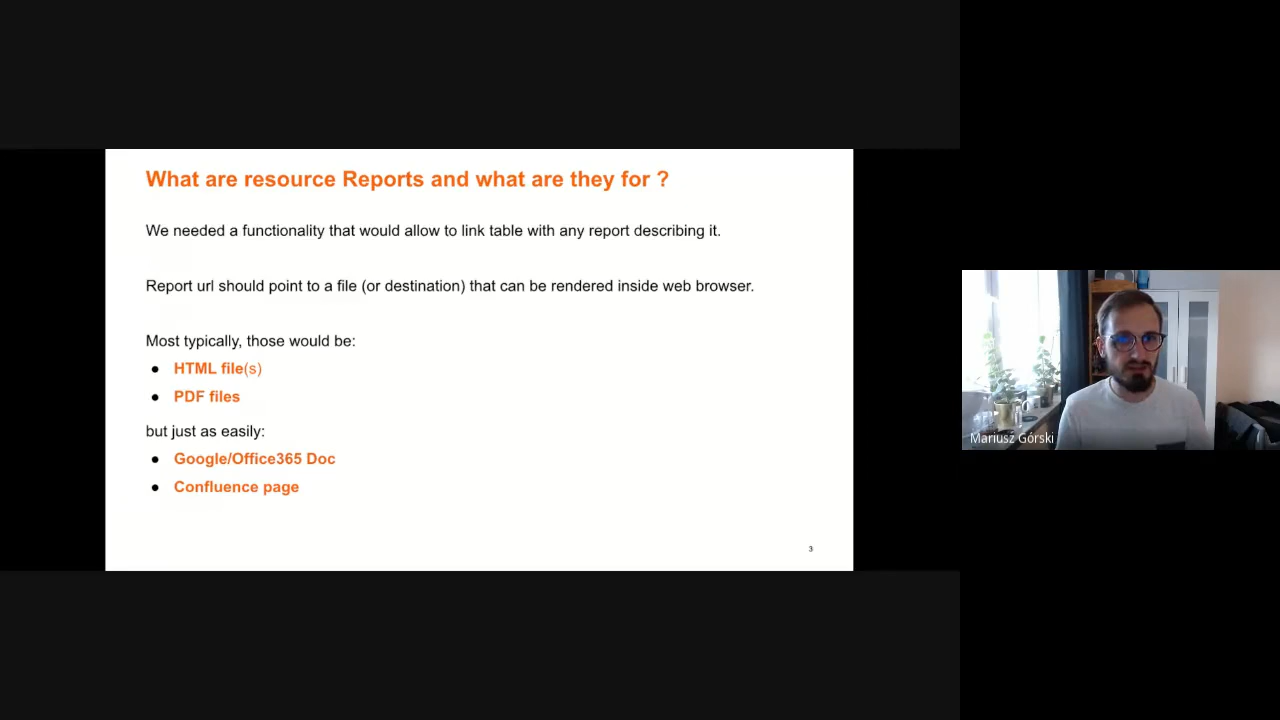 What are resource Reports and what are they for ?
We needed a functionality that would allow to link table with any report describing it.
Report url should point to a file (or destination) that can be rendered inside web browser.
Most typically, those would be:
● HTML file(s)
● PDF files
but just as easily:
● Google/Office365 Doc
● Confluence page
3
Mariusz Górski